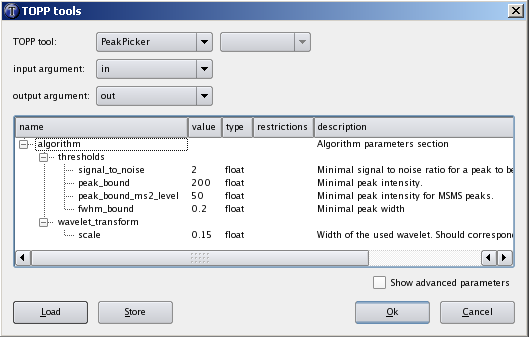 TOPP tools
TOPP tool: PeakPicker
input argument: in
output argument: out
name value type restrictions description
algorithm Algorithm parameters section
thresholds
signal_to_noise 2 float Minimal signal to noise ratio for a peak to be
peak_bound 200 float Minimal peak intensity.
peak_bound_ms2_level 50 float Minimal peak intensity for MSMS peaks.
fwhm_bound 0.2 float Minimal peak width
wavelet_transform
scale 0.15 float Width of the used wavelet. Should correspon
Show advanced parameters
Load Store Ok Cancel